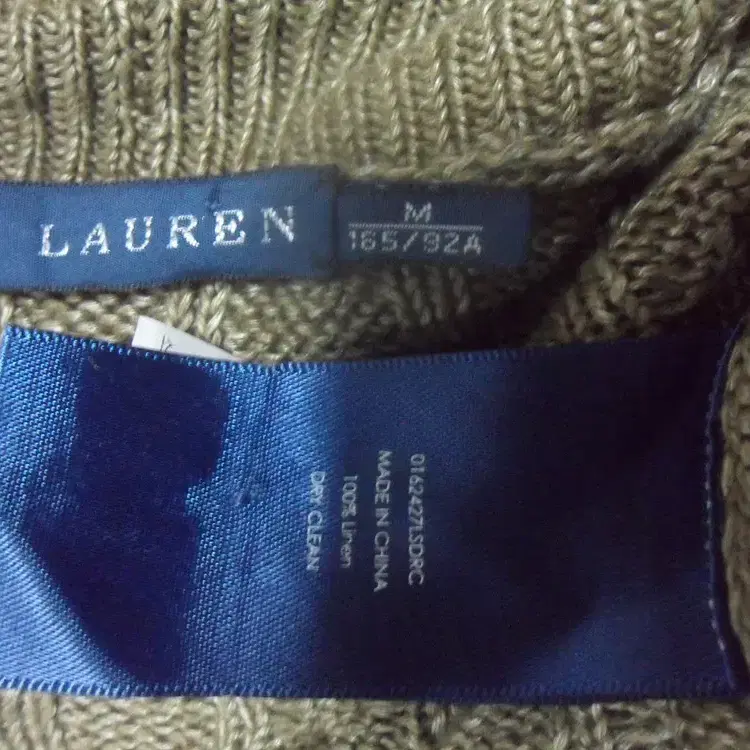 LAUREN
M
165/92A
0162427LSDRC
MADE IN CHINA
100% Linen
DRY CLEAN